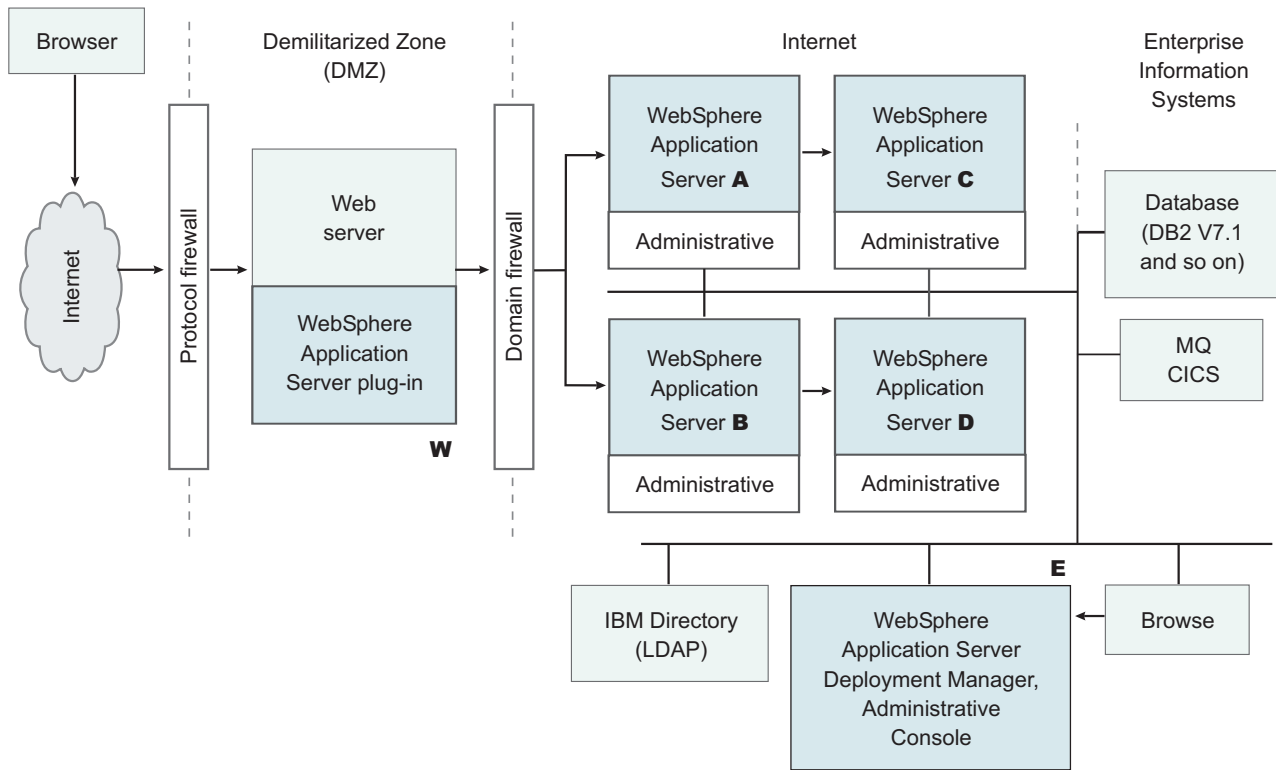 Browser
Demilitarized Zone
(DMZ)
Internet
Enterprise
Information
Systems
Internet
Protocol firewall
Web
server
WebSphere
Application
Server plug-in
W
Domain firewall
WebSphere
Application
Server A
Administrative
WebSphere
Application
Server C
Administrative
WebSphere
Application
Server B
Administrative
WebSphere
Application
Server D
Administrative
Database
(DB2 V7.1
and so on)
MQ
CICS
IBM Directory
(LDAP)
E
WebSphere
Application Server
Deployment Manager,
Administrative
Console
Browse